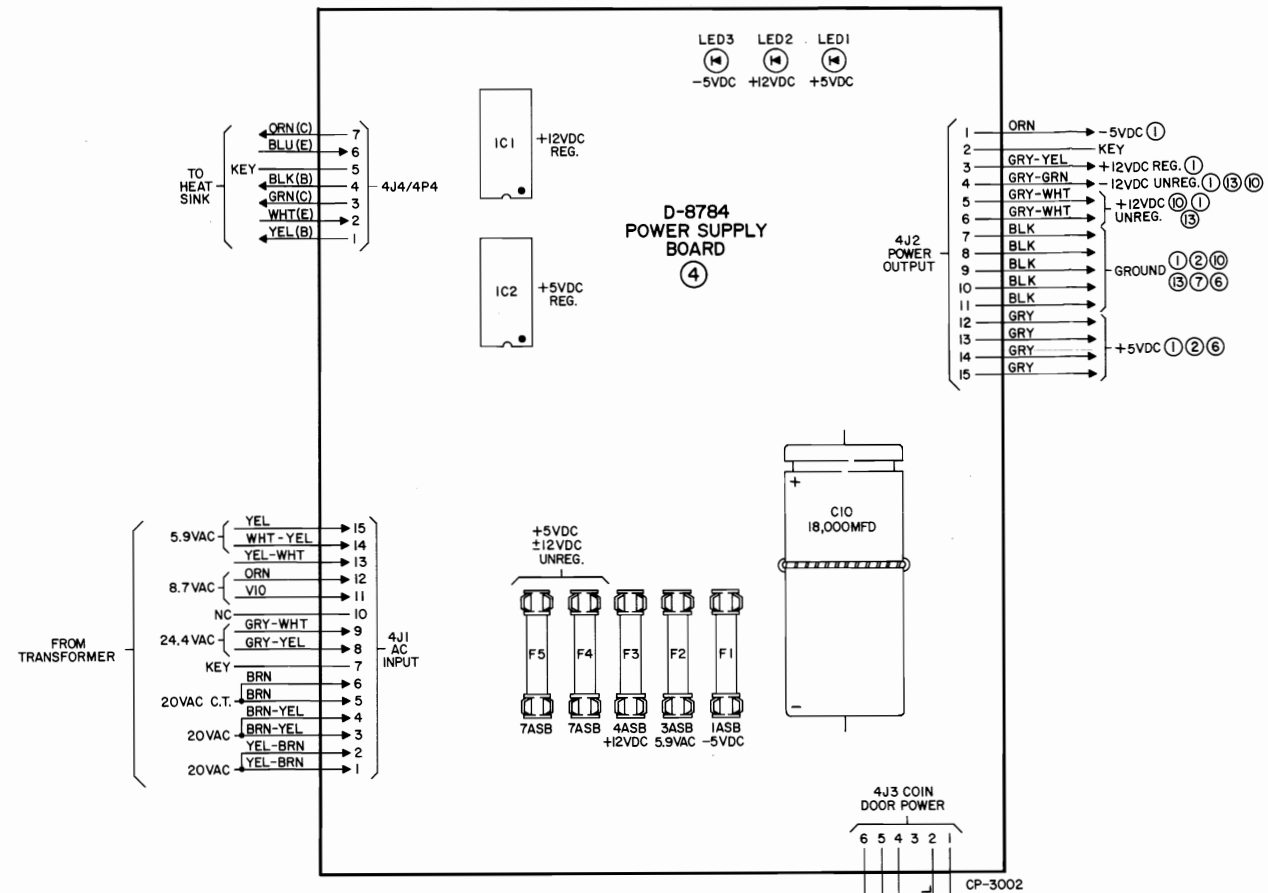 LED3 LED2 LED1
-5VDC +12VDC +5VDC
IC1
+12VDC
REG.
IC2
+5VDC
REG.
D-8784
POWER SUPPLY
BOARD
4
TO
HEAT
SINK
ORN(C) 7
BLU(E) 6
KEY 5
BLK(B) 4
GRN(C) 3
WHT(E) 2
YEL(B) 1
4J4/4P4
4J2
POWER
OUTPUT
1 ORN -5VDC 1
2 KEY
3 GRY-YEL +12VDC REG. 1
4 GRY-GRN -12VDC UNREG. 1 13 10
5 GRY-WHT
6 GRY-WHT
+12VDC 10 1
UNREG. 13
7 BLK
8 BLK
9 BLK
10 BLK
11 BLK
GROUND 1 2 10
13 7 6
12 GRY
13 GRY
14 GRY
15 GRY
+5VDC 1 2 6
FROM
TRANSFORMER
5.9VAC
YEL 15
WHT-YEL 14
YEL-WHT 13
8.7VAC
ORN 12
VIO 11
NC 10
24.4VAC
GRY-WHT 9
GRY-YEL 8
KEY 7
BRN 6
20VAC C.T. BRN 5
BRN-YEL 4
20VAC BRN-YEL 3
YEL-BRN 2
20VAC YEL-BRN 1
4J1
AC
INPUT
+5VDC
±12VDC
UNREG.
F5 F4 F3 F2 F1
7ASB 7ASB 4ASB 3ASB 1ASB
+12VDC 5.9VAC -5VDC
+
C10
18,000MFD
-
4J3 COIN
DOOR POWER
6 5 4 3 2 1
CP-3002